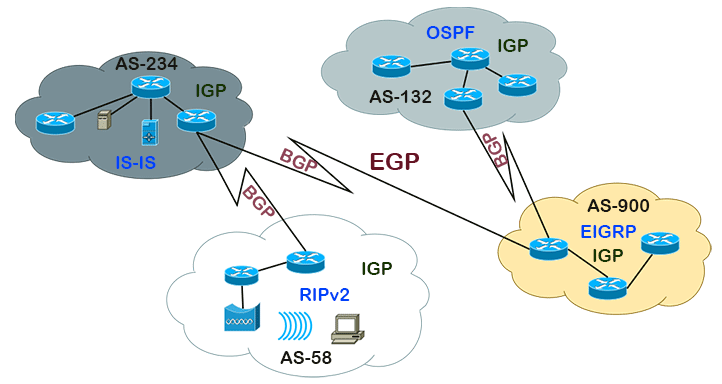 AS-234
IGP
IS-IS
OSPF
IGP
AS-132
BGP
EGP
BGP
BGP
AS-900
EIGRP
IGP
IGP
RIPv2
AS-58